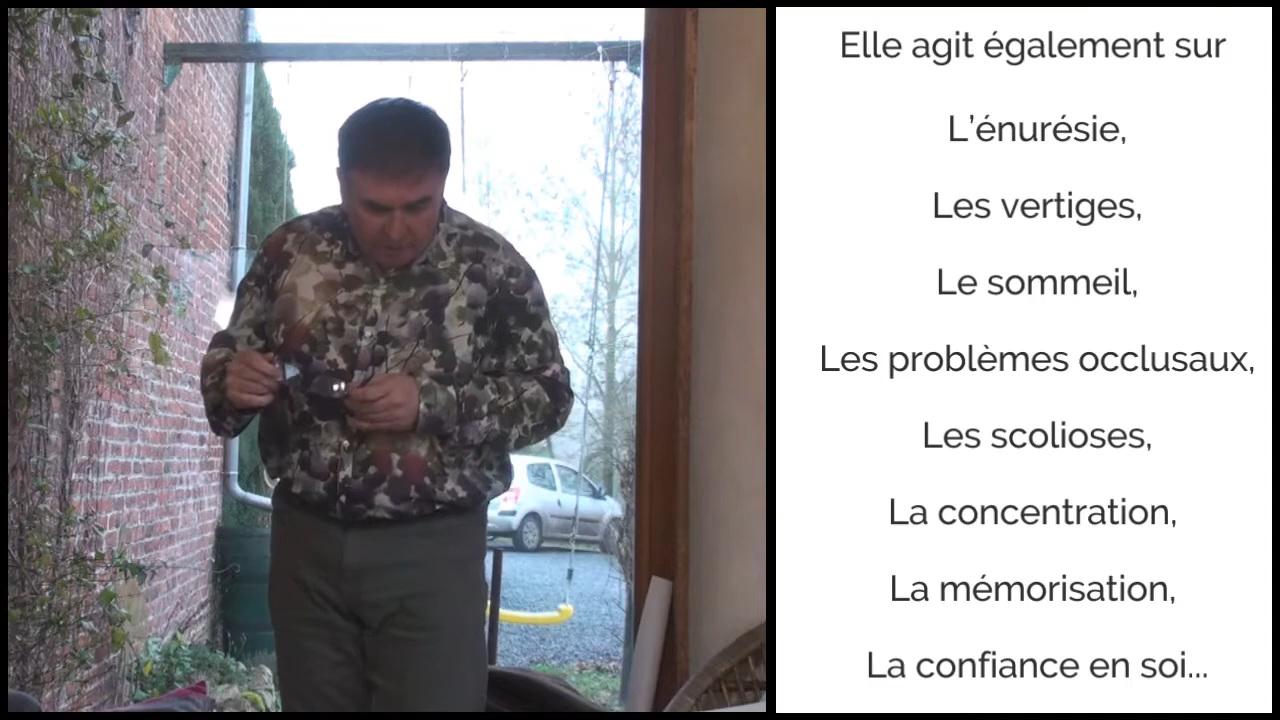 Elle agit également sur
L’énurésie,
Les vertiges,
Le sommeil,
Les problèmes occlusaux,
Les scolioses,
La concentration,
La mémorisation,
La confiance en soi...